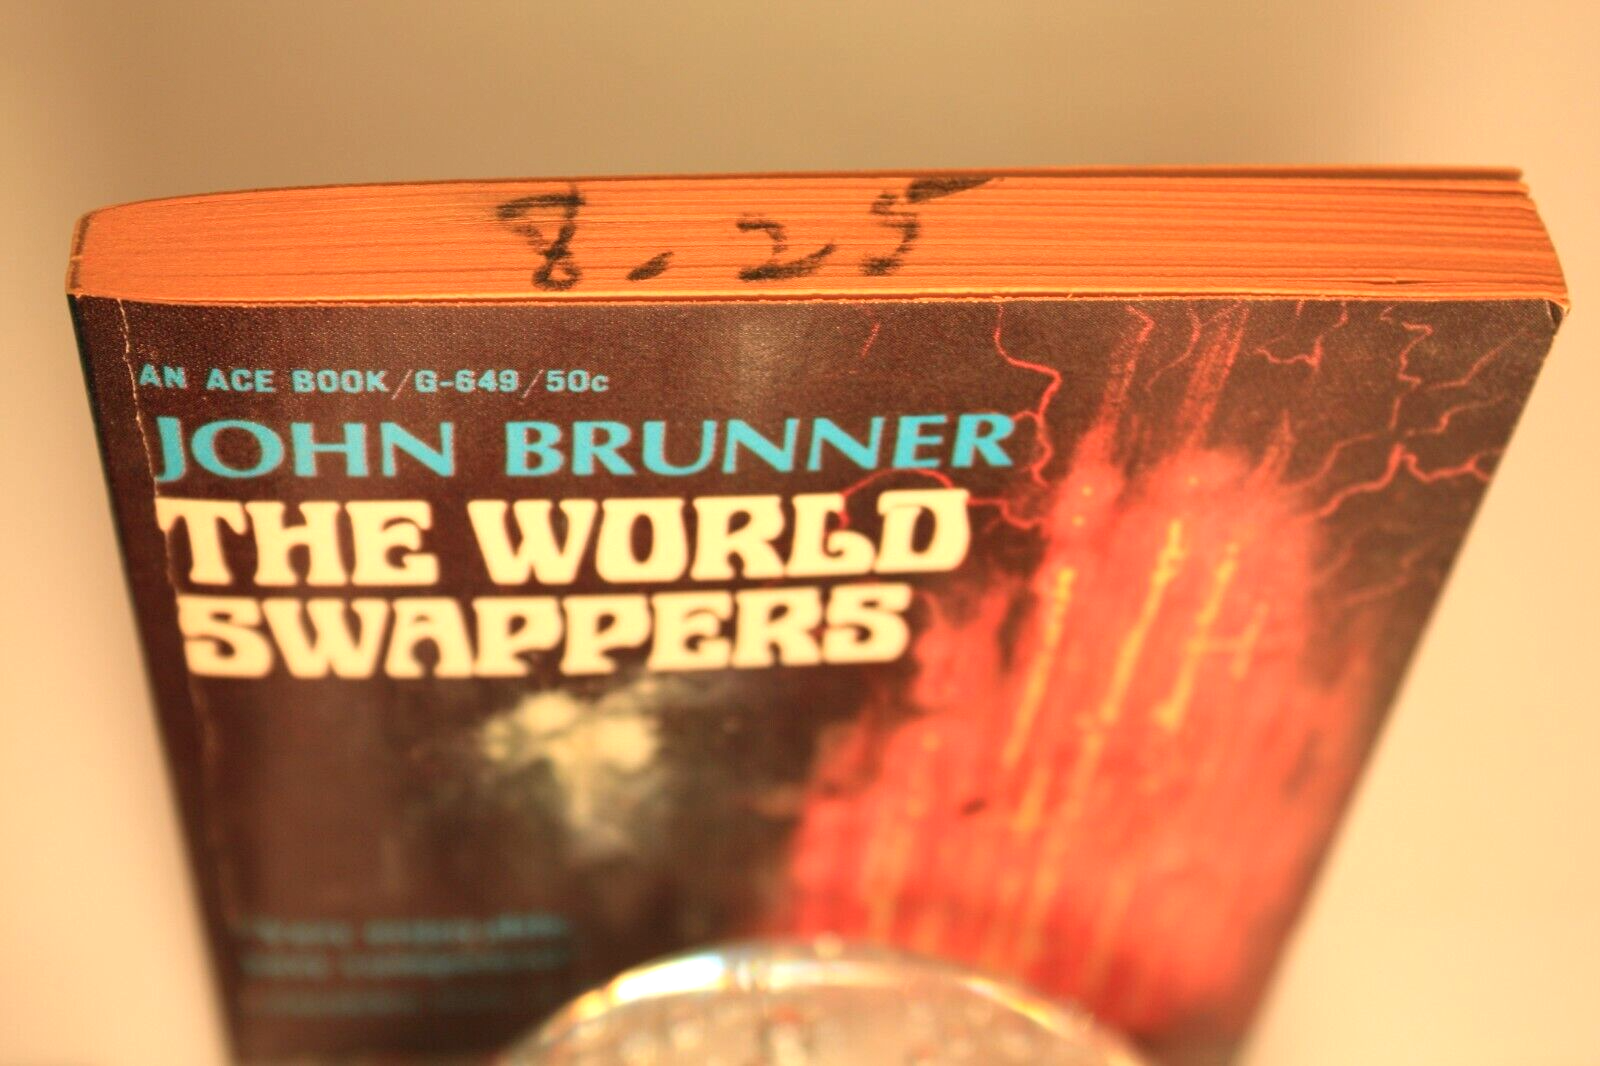 8.25
AN ACE BOOK/G-649/50c
JOHN BRUNNER
THE WORLD
SWAPPERS